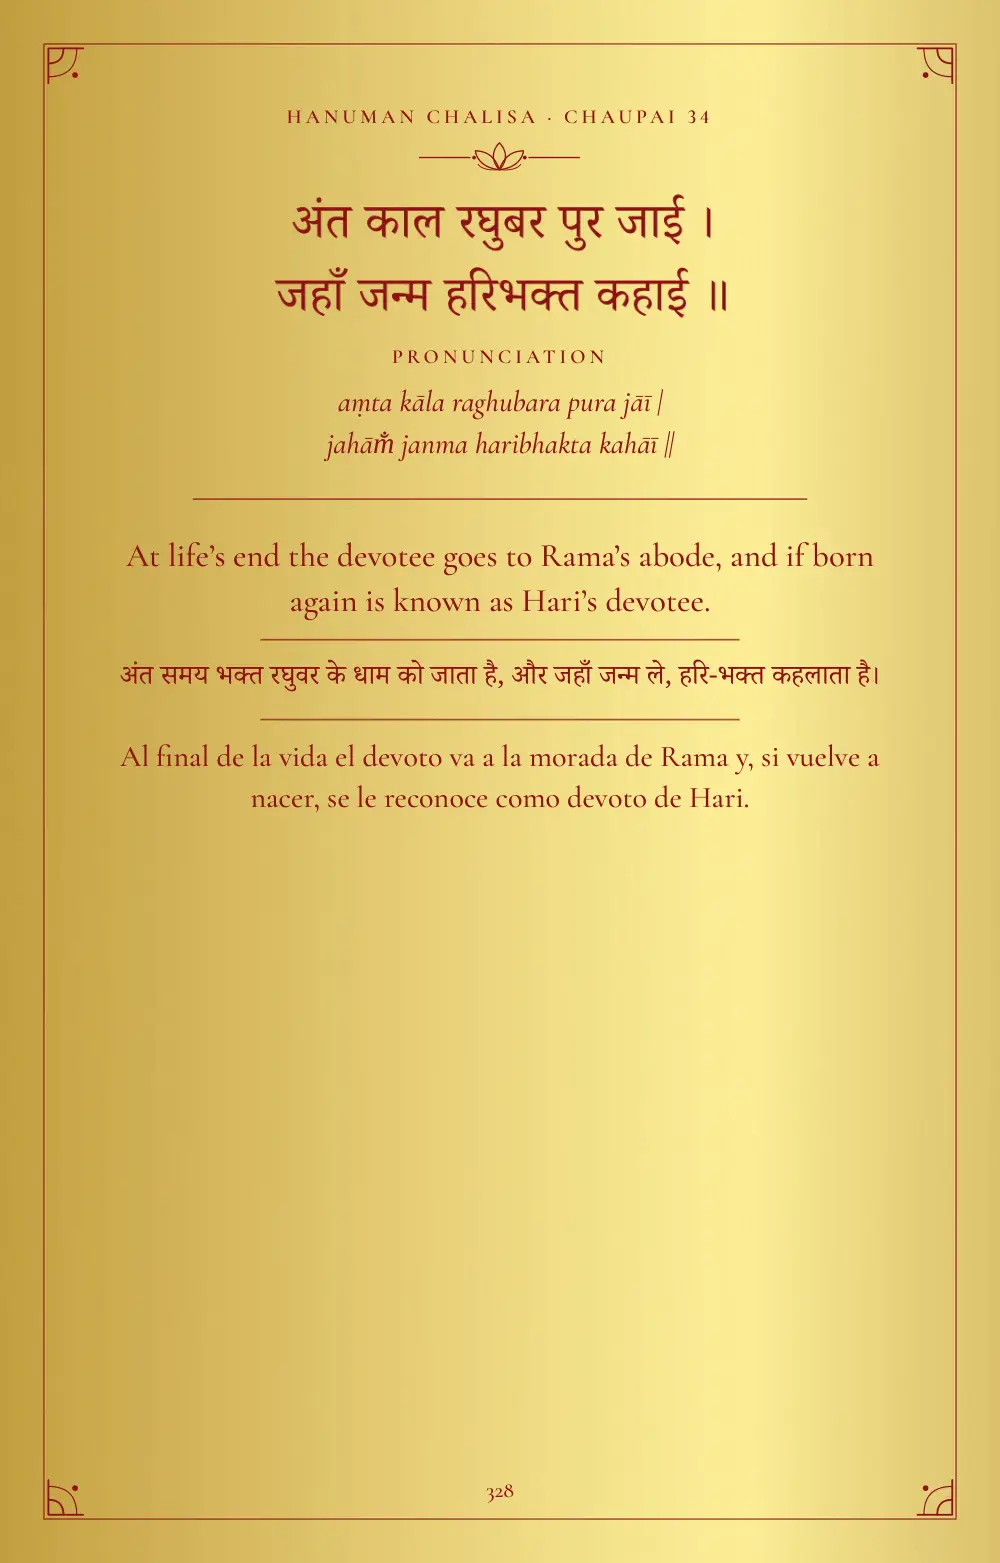 HANUMAN CHALISA · CHAUPAI 34
अंत काल रघुबर पुर जाई ।
जहाँ जन्म हरिभक्त कहाई ॥
PRONUNCIATION
aṃta kāla raghubara pura jāī |
jahām̐ janma haribhakta kahāī ||
At life’s end the devotee goes to Rama’s abode, and if born
again is known as Hari’s devotee.
अंत समय भक्त रघुवर के धाम को जाता है, और जहाँ जन्म ले, हरि-भक्त कहलाता है।
Al final de la vida el devoto va a la morada de Rama y, si vuelve a
nacer, se le reconoce como devoto de Hari.
328